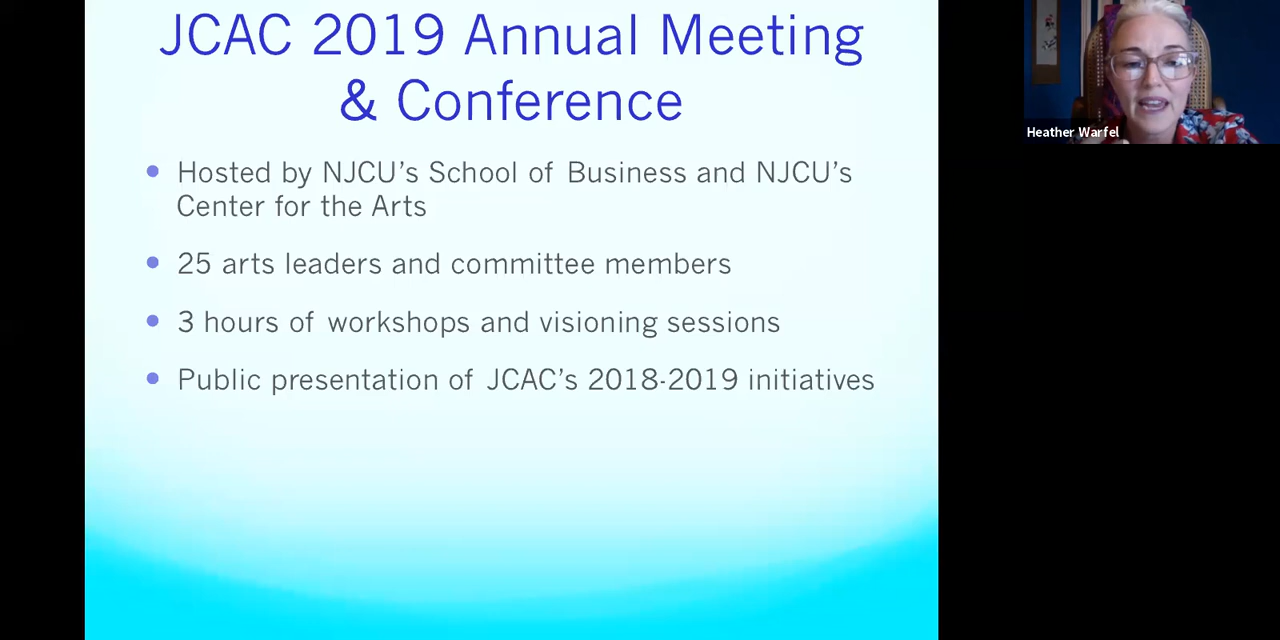 JCAC 2019 Annual Meeting
& Conference
• Hosted by NJCU’s School of Business and NJCU’s
Center for the Arts
• 25 arts leaders and committee members
• 3 hours of workshops and visioning sessions
• Public presentation of JCAC’s 2018-2019 initiatives
Heather Warfel